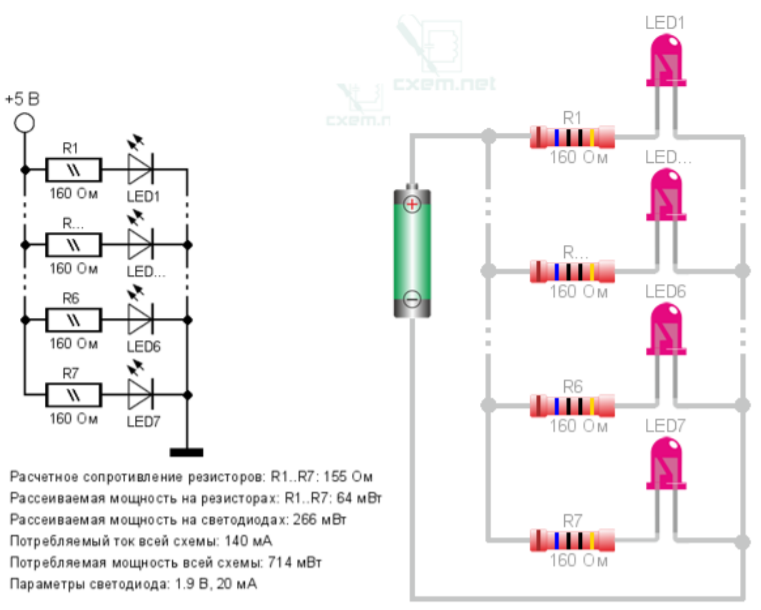 cxem.net
cxem.n
+5 В
R1
160 Ом
LED1
R...
160 Ом
LED...
R6
160 Ом
LED6
R7
160 Ом
LED7
LED1
R1
160 Ом
LED...
R...
160 Ом
LED6
R6
160 Ом
LED7
R7
160 Ом
+
−
Расчетное сопротивление резисторов: R1..R7: 155 Ом
Рассеиваемая мощность на резисторах: R1..R7: 64 мВт
Рассеиваемая мощность на светодиодах: 266 мВт
Потребляемый ток всей схемы: 140 мА
Потребляемая мощность всей схемы: 714 мВт
Параметры светодиода: 1.9 В, 20 мА